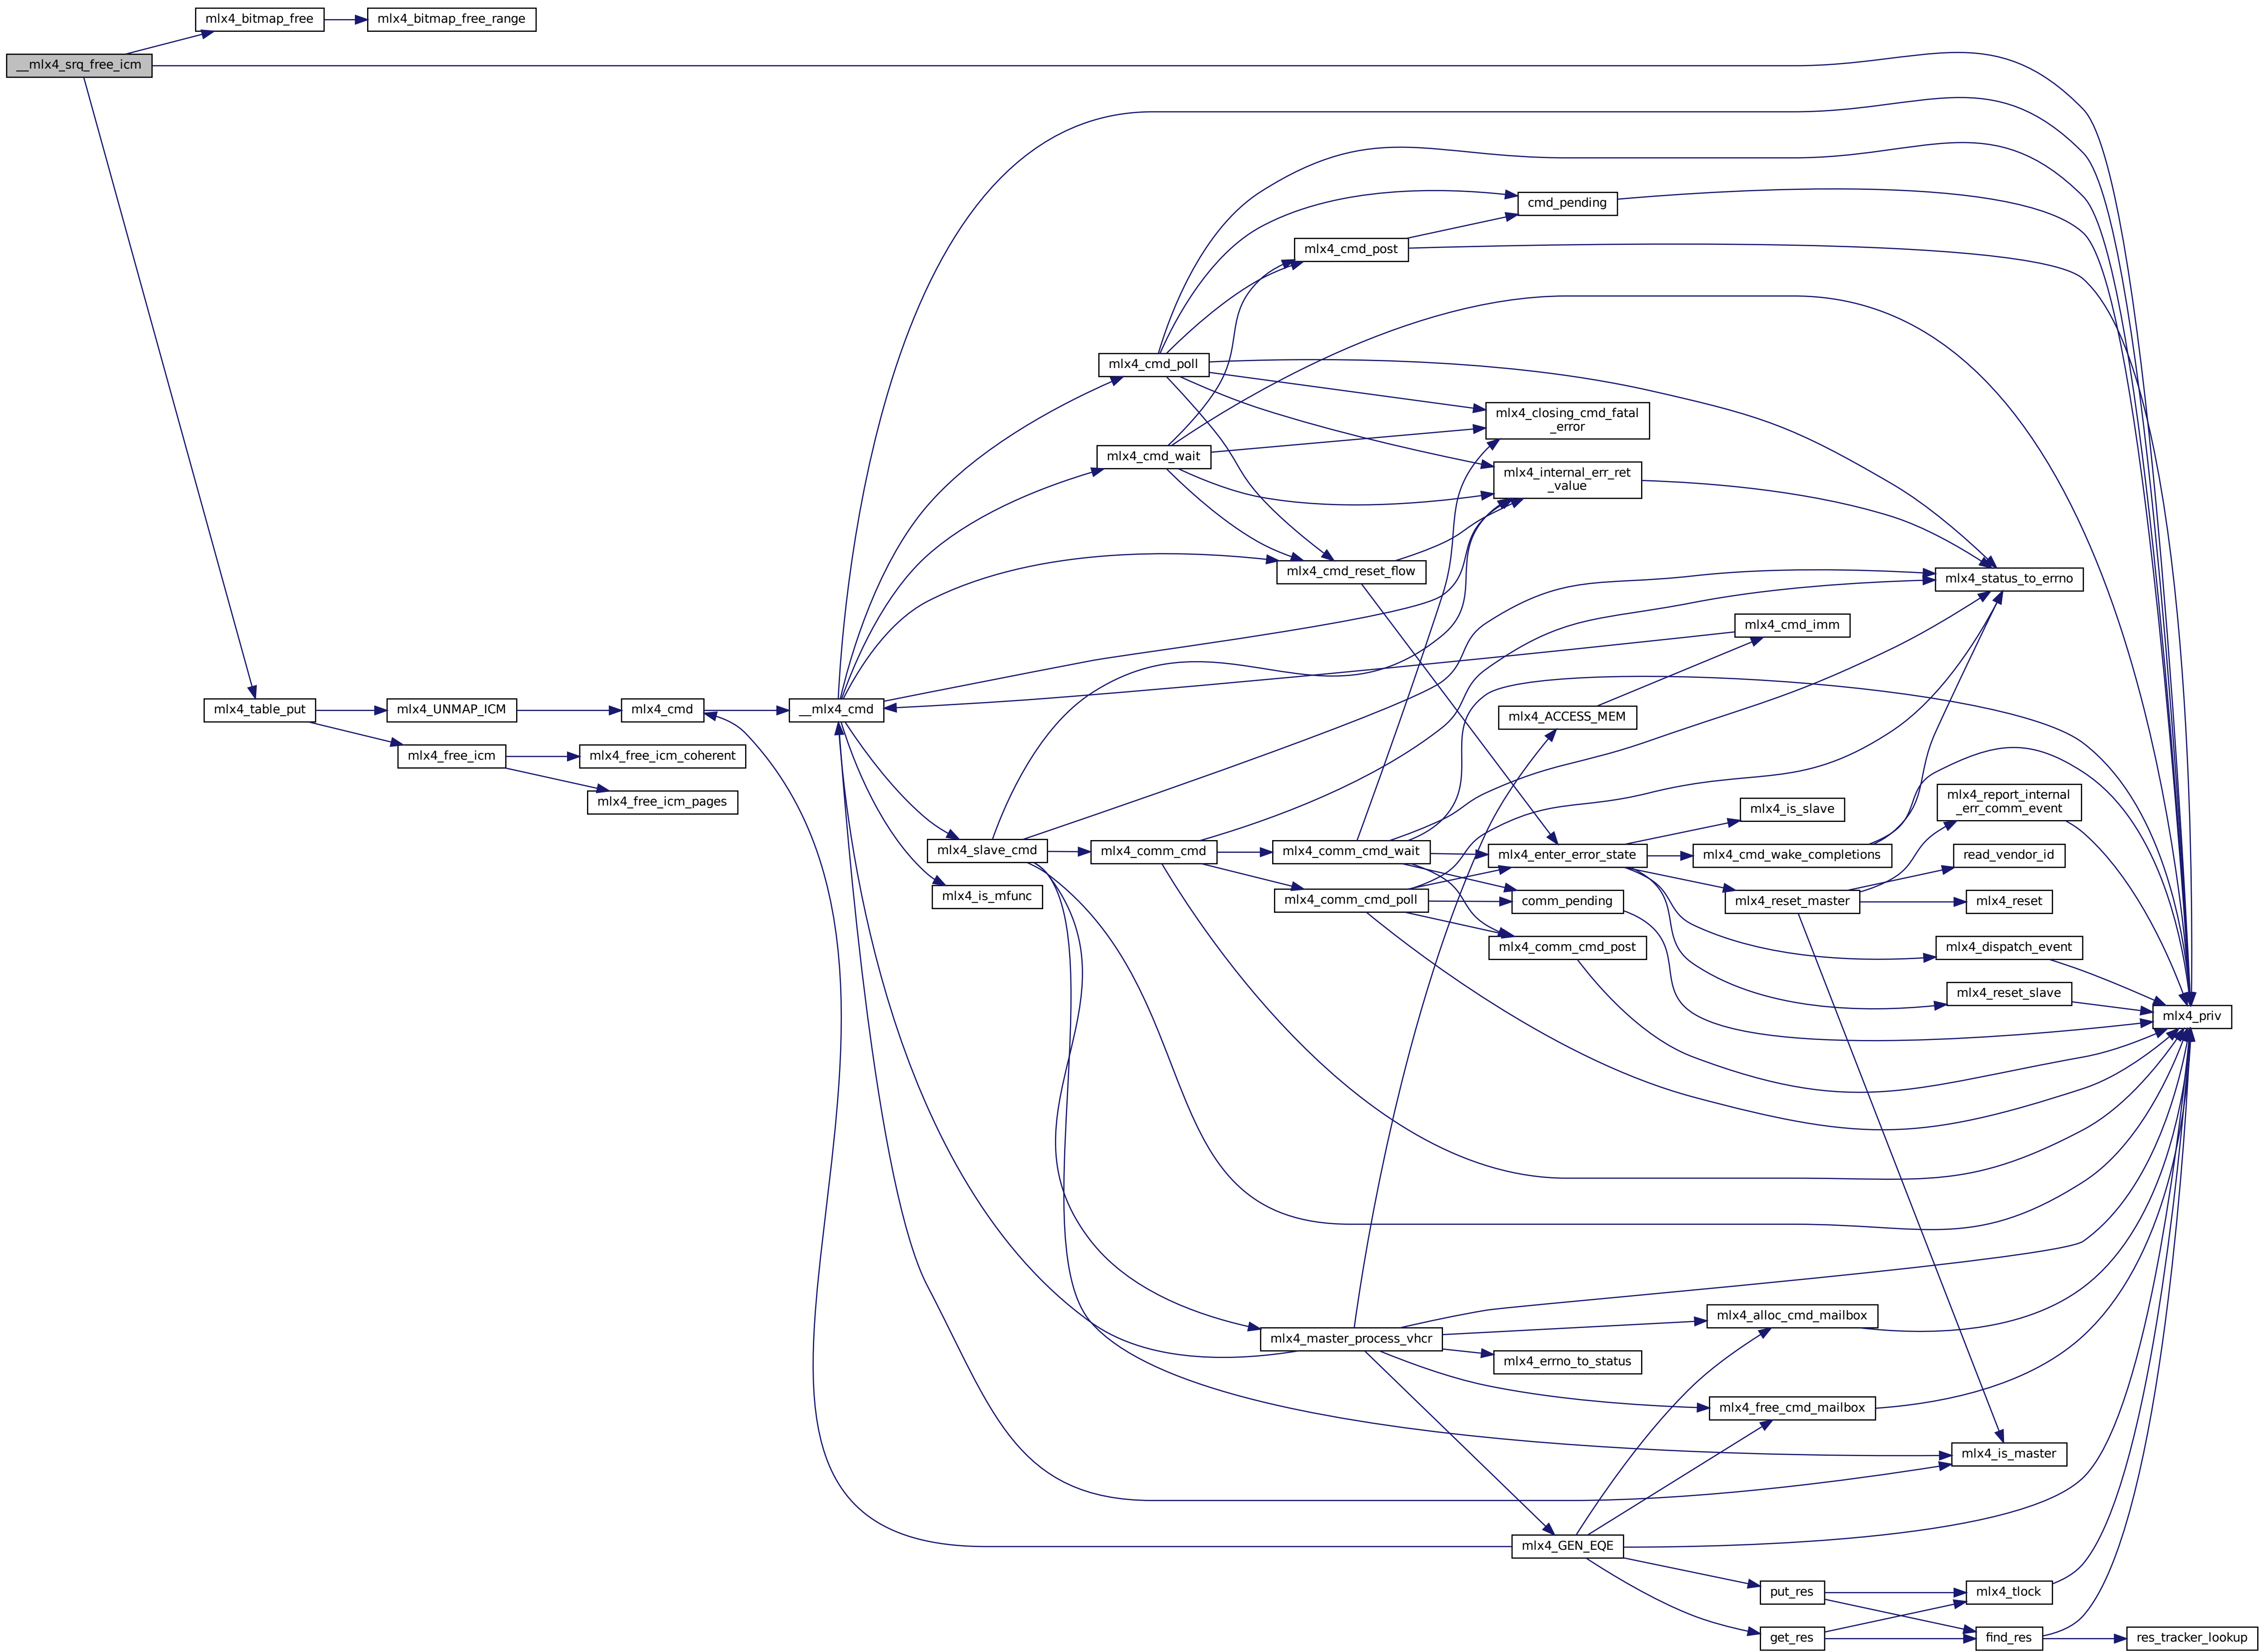 mlx4_bitmap_free
mlx4_bitmap_free_range
__mlx4_srq_free_icm
cmd_pending
mlx4_cmd_post
mlx4_cmd_poll
mlx4_closing_cmd_fatal
_error
mlx4_cmd_wait
mlx4_internal_err_ret
_value
mlx4_cmd_reset_flow
mlx4_status_to_errno
mlx4_cmd_imm
mlx4_table_put
mlx4_UNMAP_ICM
mlx4_cmd
__mlx4_cmd
mlx4_ACCESS_MEM
mlx4_free_icm
mlx4_free_icm_coherent
mlx4_free_icm_pages
mlx4_report_internal
_err_comm_event
mlx4_is_slave
mlx4_slave_cmd
mlx4_comm_cmd
mlx4_comm_cmd_wait
mlx4_enter_error_state
mlx4_cmd_wake_completions
read_vendor_id
mlx4_is_mfunc
mlx4_comm_cmd_poll
comm_pending
mlx4_reset_master
mlx4_reset
mlx4_comm_cmd_post
mlx4_dispatch_event
mlx4_reset_slave
mlx4_priv
mlx4_alloc_cmd_mailbox
mlx4_master_process_vhcr
mlx4_errno_to_status
mlx4_free_cmd_mailbox
mlx4_is_master
mlx4_GEN_EQE
put_res
mlx4_tlock
get_res
find_res
res_tracker_lookup